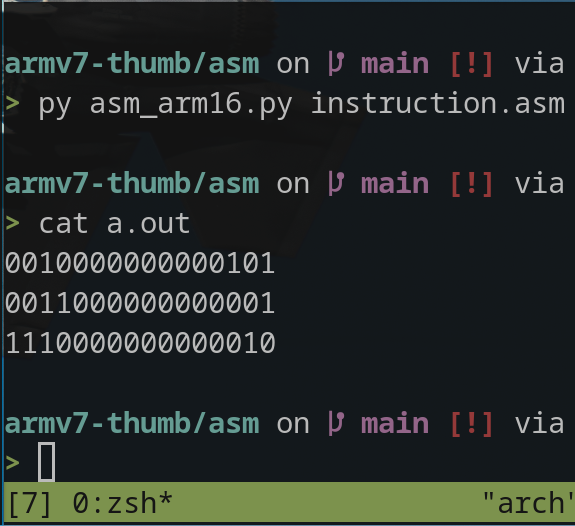 armv7-thumb/asm on main [!] via
> py asm_arm16.py instruction.asm
armv7-thumb/asm on main [!] via
> cat a.out
0010000000000101
0011000000000001
1110000000000010
armv7-thumb/asm on main [!] via
>
[7] 0:zsh* "arch"